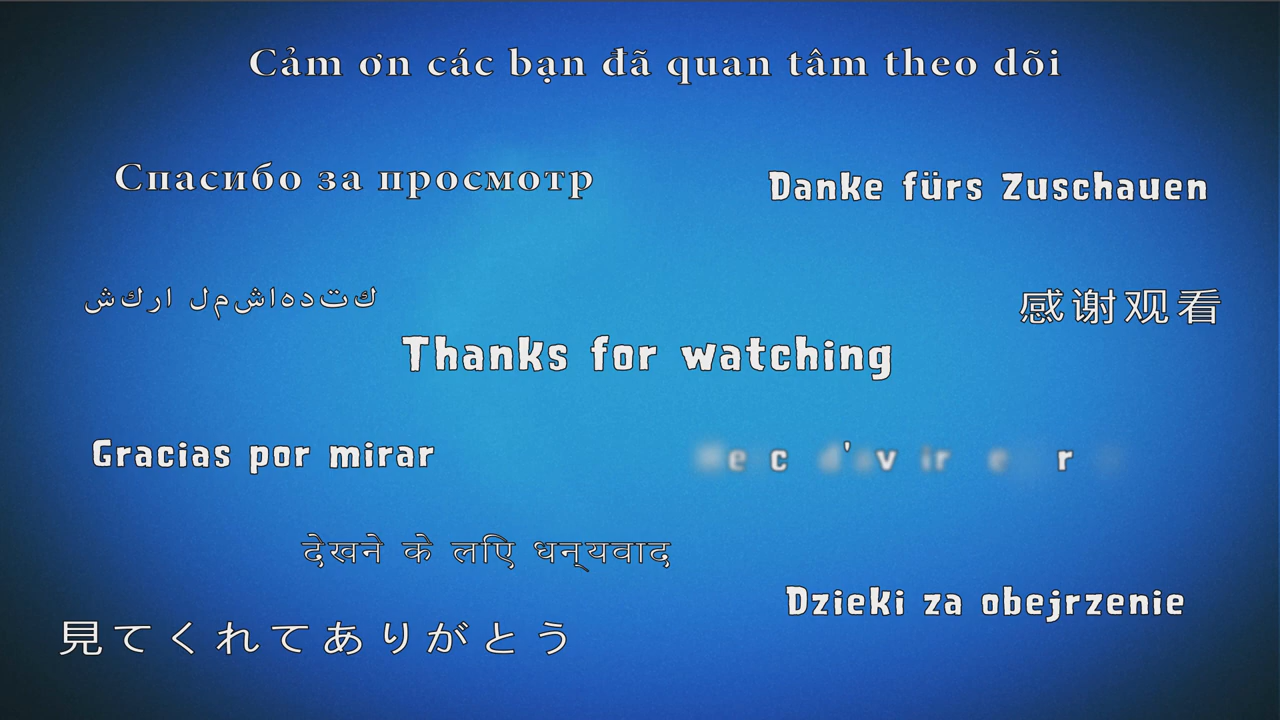 Cảm ơn các bạn đã quan tâm theo dõi
Спасибо за просмотр
Danke fürs Zuschauen
شكرا لمشاهدتك
感谢观看
Thanks for watching
Gracias por mirar
देखने के लिए धन्यवाद
Dzieki za obejrzenie
見てくれてありがとう